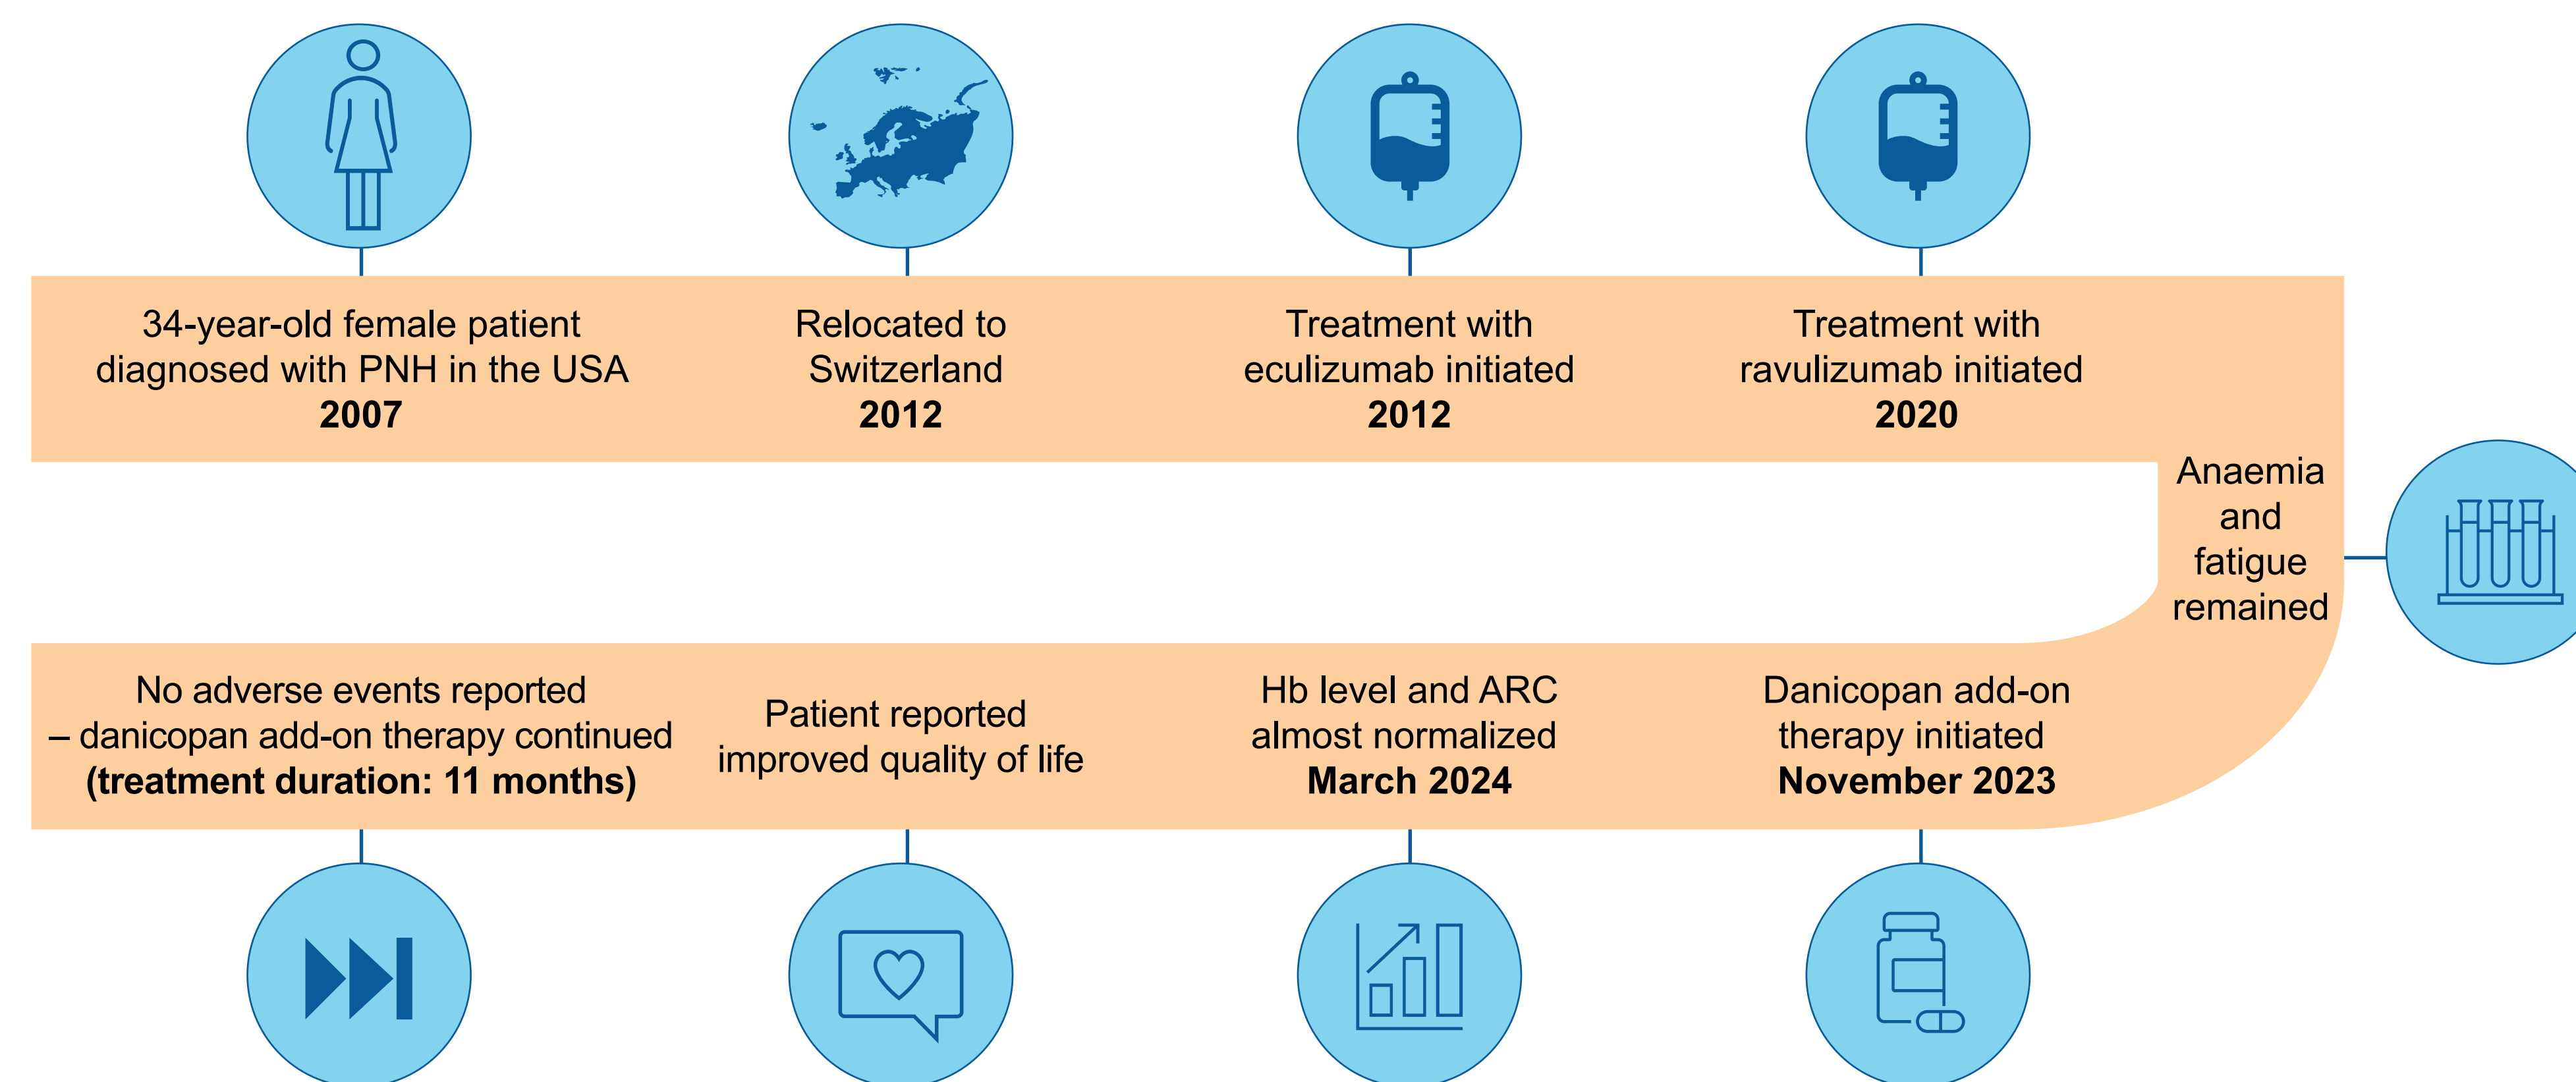 34-year-old female patient
diagnosed with PNH in the USA
2007
Relocated to
Switzerland
2012
Treatment with
eculizumab initiated
2012
Treatment with
ravulizumab initiated
2020
Anaemia
and
fatigue
remained
Danicopan add-on
therapy initiated
November 2023
Hb level and ARC
almost normalized
March 2024
Patient reported
improved quality of life
No adverse events reported
– danicopan add-on therapy continued
(treatment duration: 11 months)